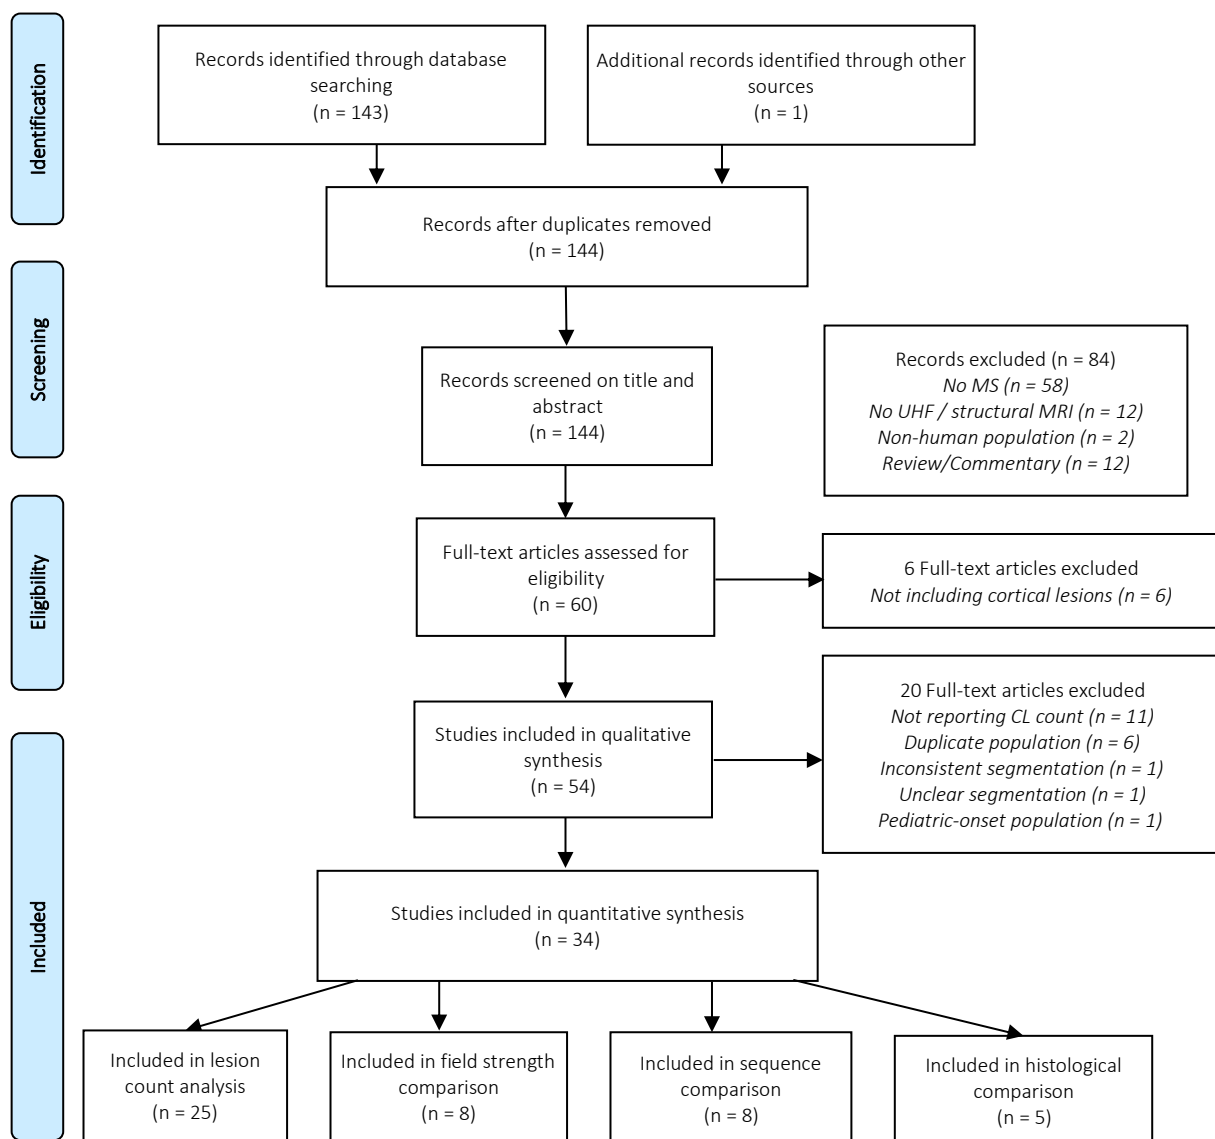 Identification
Records identified through database
searching
(n = 143)
Additional records identified through other
sources
(n = 1)
Records after duplicates removed
(n = 144)
Screening
Records screened on title and
abstract
(n = 144)
Records excluded (n = 84)
No MS (n = 58)
No UHF / structural MRI (n = 12)
Non-human population (n = 2)
Review/Commentary (n = 12)
Eligibility
Full-text articles assessed for
eligibility
(n = 60)
6 Full-text articles excluded
Not including cortical lesions (n = 6)
Studies included in qualitative
synthesis
(n = 54)
20 Full-text articles excluded
Not reporting CL count (n = 11)
Duplicate population (n = 6)
Inconsistent segmentation (n = 1)
Unclear segmentation (n = 1)
Pediatric-onset population (n = 1)
Included
Studies included in quantitative synthesis
(n = 34)
Included in lesion
count analysis
(n = 25)
Included in field strength
comparison
(n = 8)
Included in sequence
comparison
(n = 8)
Included in histological
comparison
(n = 5)